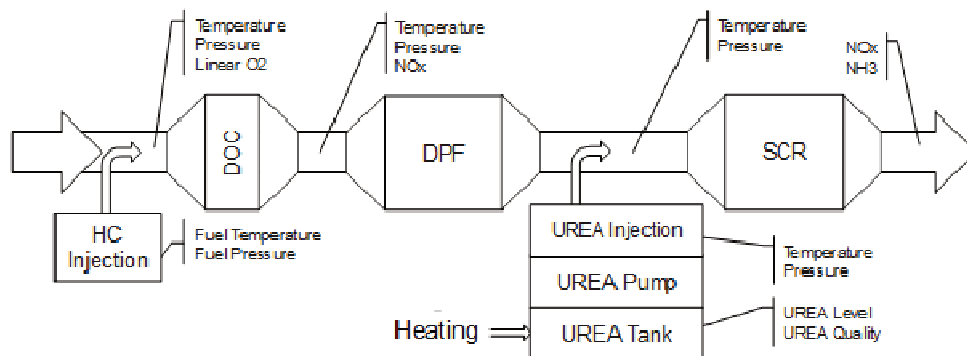 Temperature
Pressure
Linear O2
Temperature
Pressure
NOx
Temperature
Pressure
NOx
NH3
DOC
DPF
SCR
HC
Injection
Fuel Temperature
Fuel Pressure
UREA Injection
Temperature
Pressure
UREA Pump
Heating
UREA Tank
UREA Level
UREA Quality